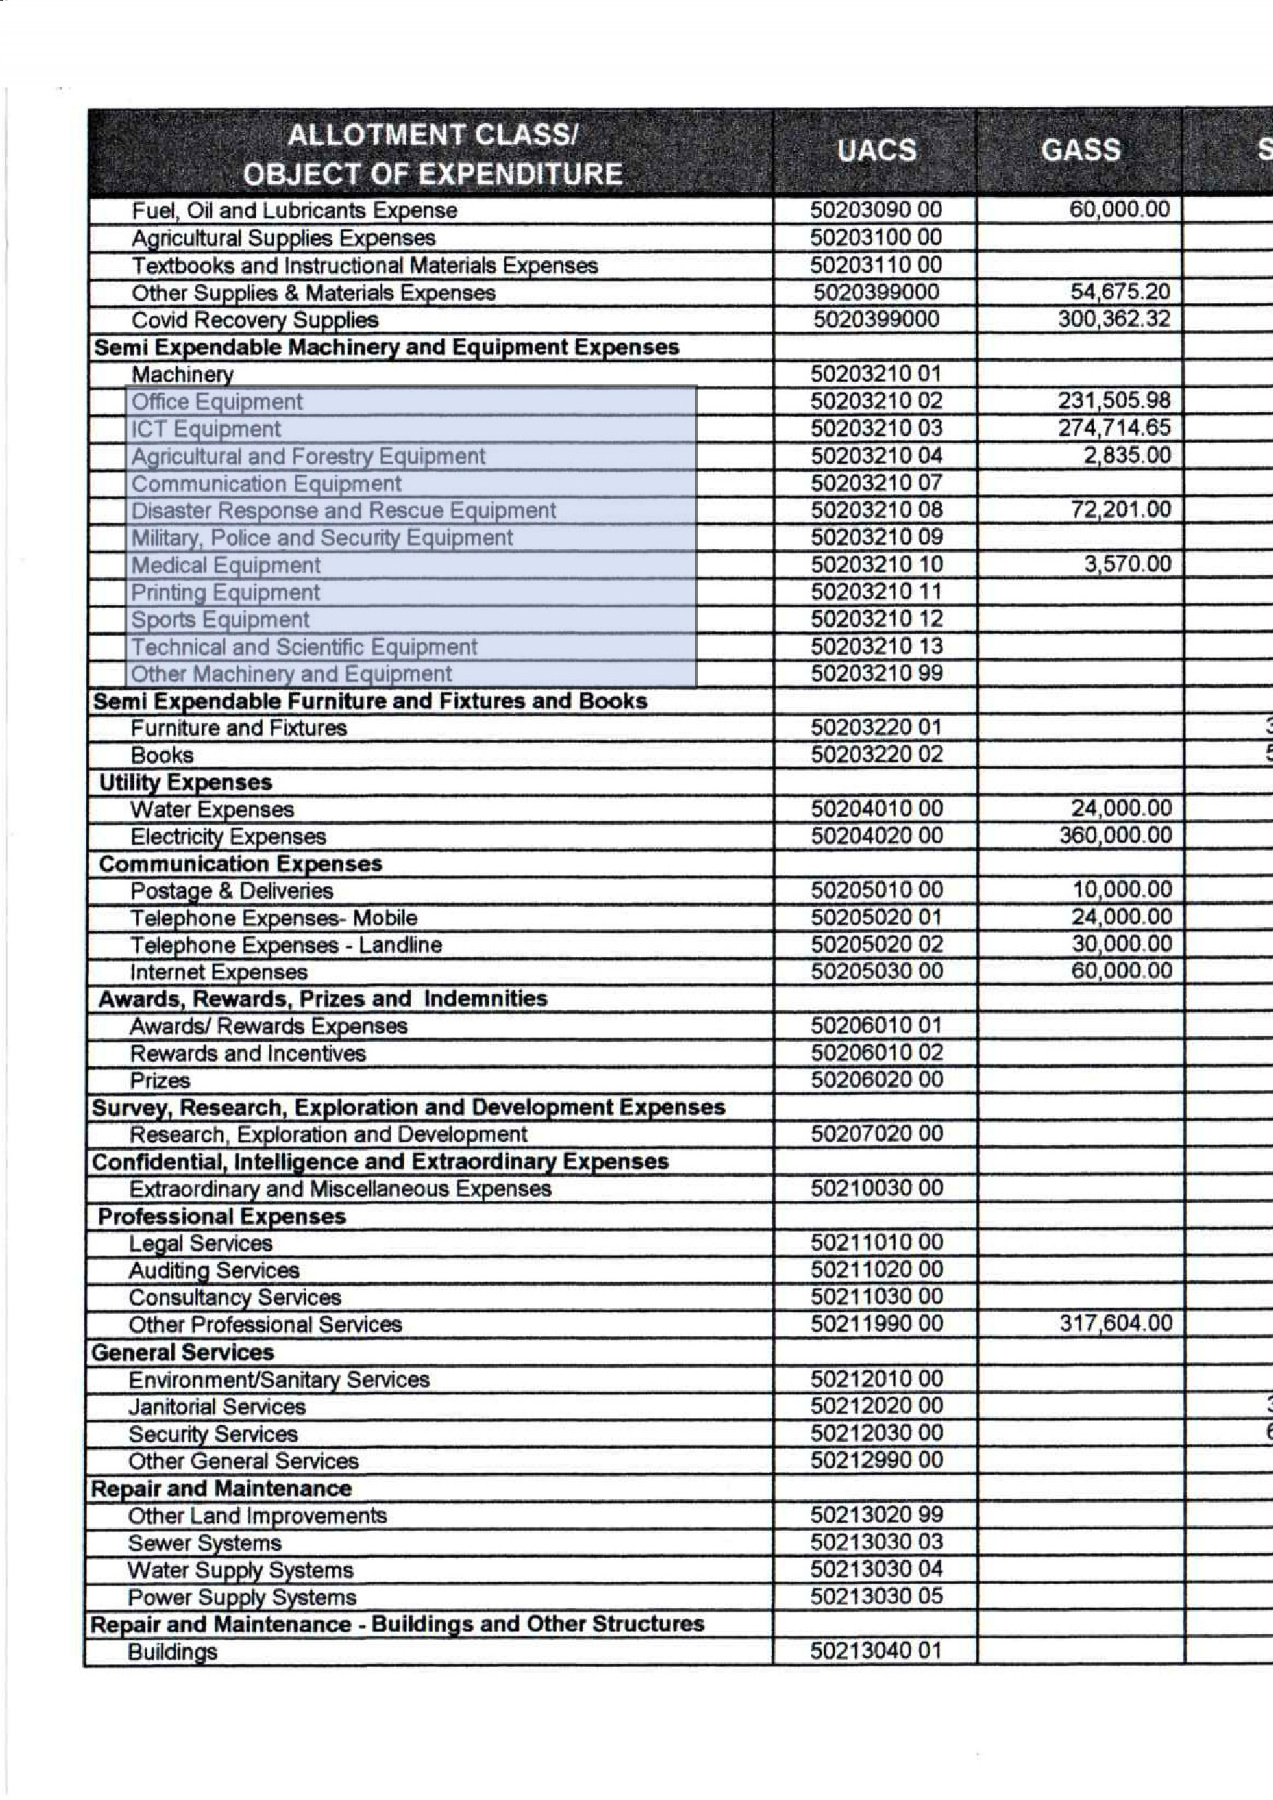 ALLOTMENT CLASS/
OBJECT OF EXPENDITURE UACS GASS S
Fuel, Oil and Lubricants Expense 50203090 00 60,000.00
Agricultural Supplies Expenses 50203100 00
Textbooks and Instructional Materials Expenses 50203110 00
Other Supplies & Materials Expenses 5020399000 54,675.20
Covid Recovery Supplies 5020399000 300,362.32
Semi Expendable Machinery and Equipment Expenses
Machinery 50203210 01
Office Equipment 50203210 02 231,505.98
ICT Equipment 50203210 03 274,714.65
Agricultural and Forestry Equipment 50203210 04 2,835.00
Communication Equipment 50203210 07
Disaster Response and Rescue Equipment 50203210 08 72,201.00
Military, Police and Security Equipment 50203210 09
Medical Equipment 50203210 10 3,570.00
Printing Equipment 50203210 11
Sports Equipment 50203210 12
Technical and Scientific Equipment 50203210 13
Other Machinery and Equipment 50203210 99
Semi Expendable Furniture and Fixtures and Books
Furniture and Fixtures 50203220 01 3
Books 50203220 02 5
Utility Expenses
Water Expenses 50204010 00 24,000.00
Electricity Expenses 50204020 00 360,000.00
Communication Expenses
Postage & Deliveries 50205010 00 10,000.00
Telephone Expenses- Mobile 50205020 01 24,000.00
Telephone Expenses - Landline 50205020 02 30,000.00
Internet Expenses 50205030 00 60,000.00
Awards, Rewards, Prizes and Indemnities
Awards/ Rewards Expenses 50206010 01
Rewards and Incentives 50206010 02
Prizes 50206020 00
Survey, Research, Exploration and Development Expenses
Research, Exploration and Development 50207020 00
Confidential, Intelligence and Extraordinary Expenses
Extraordinary and Miscellaneous Expenses 50210030 00
Professional Expenses
Legal Services 50211010 00
Auditing Services 50211020 00
Consultancy Services 50211030 00
Other Professional Services 50211990 00 317,604.00
General Services
Environment/Sanitary Services 50212010 00
Janitorial Services 50212020 00 3
Security Services 50212030 00 6
Other General Services 50212990 00
Repair and Maintenance
Other Land Improvements 50213020 99
Sewer Systems 50213030 03
Water Supply Systems 50213030 04
Power Supply Systems 50213030 05
Repair and Maintenance - Buildings and Other Structures
Buildings 50213040 01